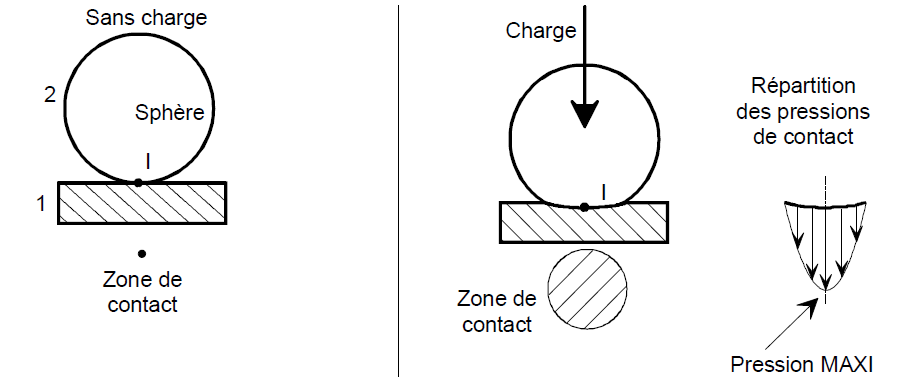 Sans charge
2
Sphère
I
1
Zone de
contact
Charge
I
Zone de
contact
Répartition
des pressions
de contact
Pression MAXI